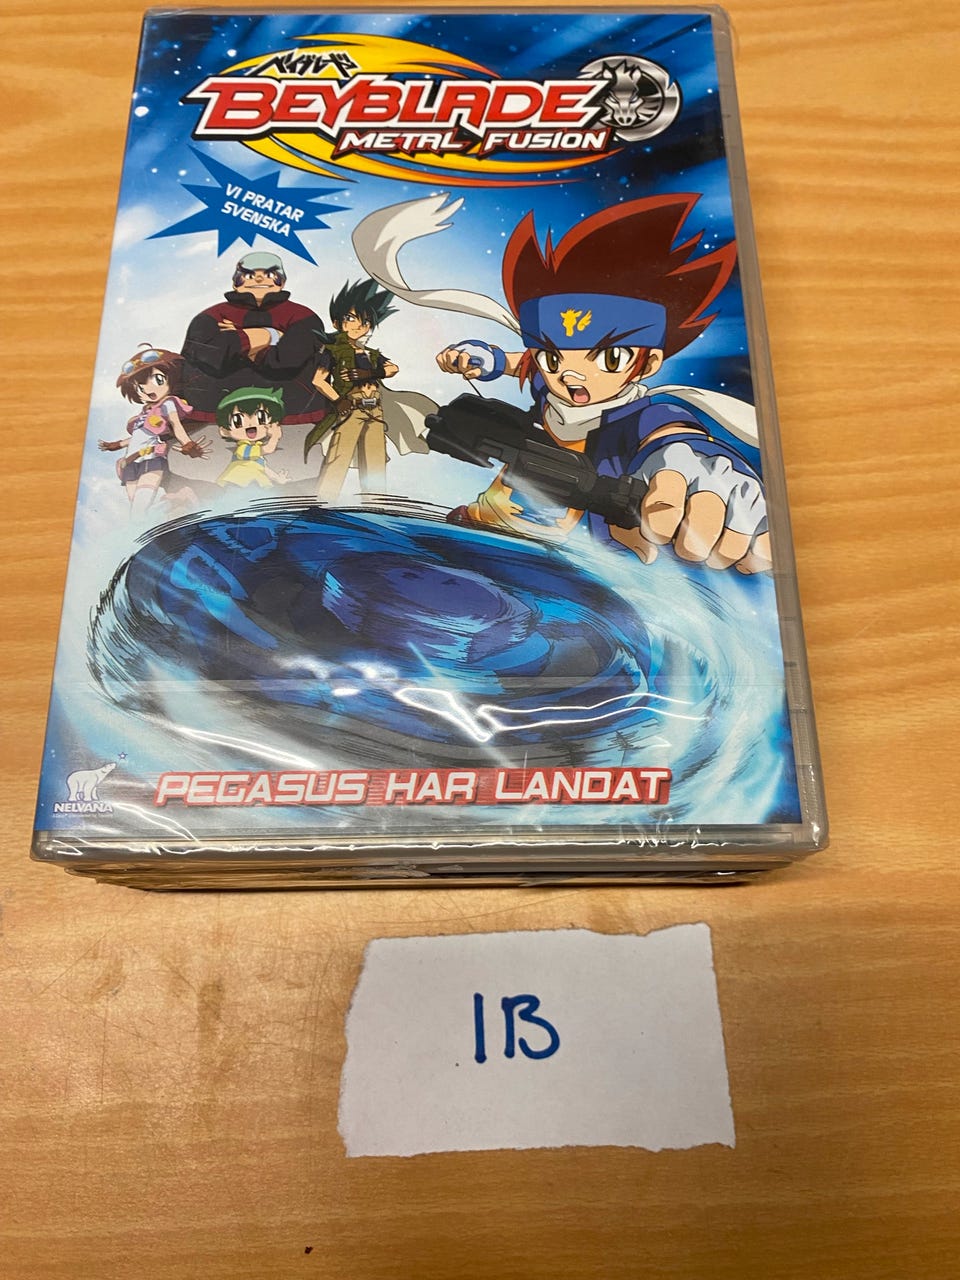 ベイブレード
BEYBLADE
METAL FUSION
VI PRATAR
SVENSKA
PEGASUS HAR LANDAT
NELVANA
1B